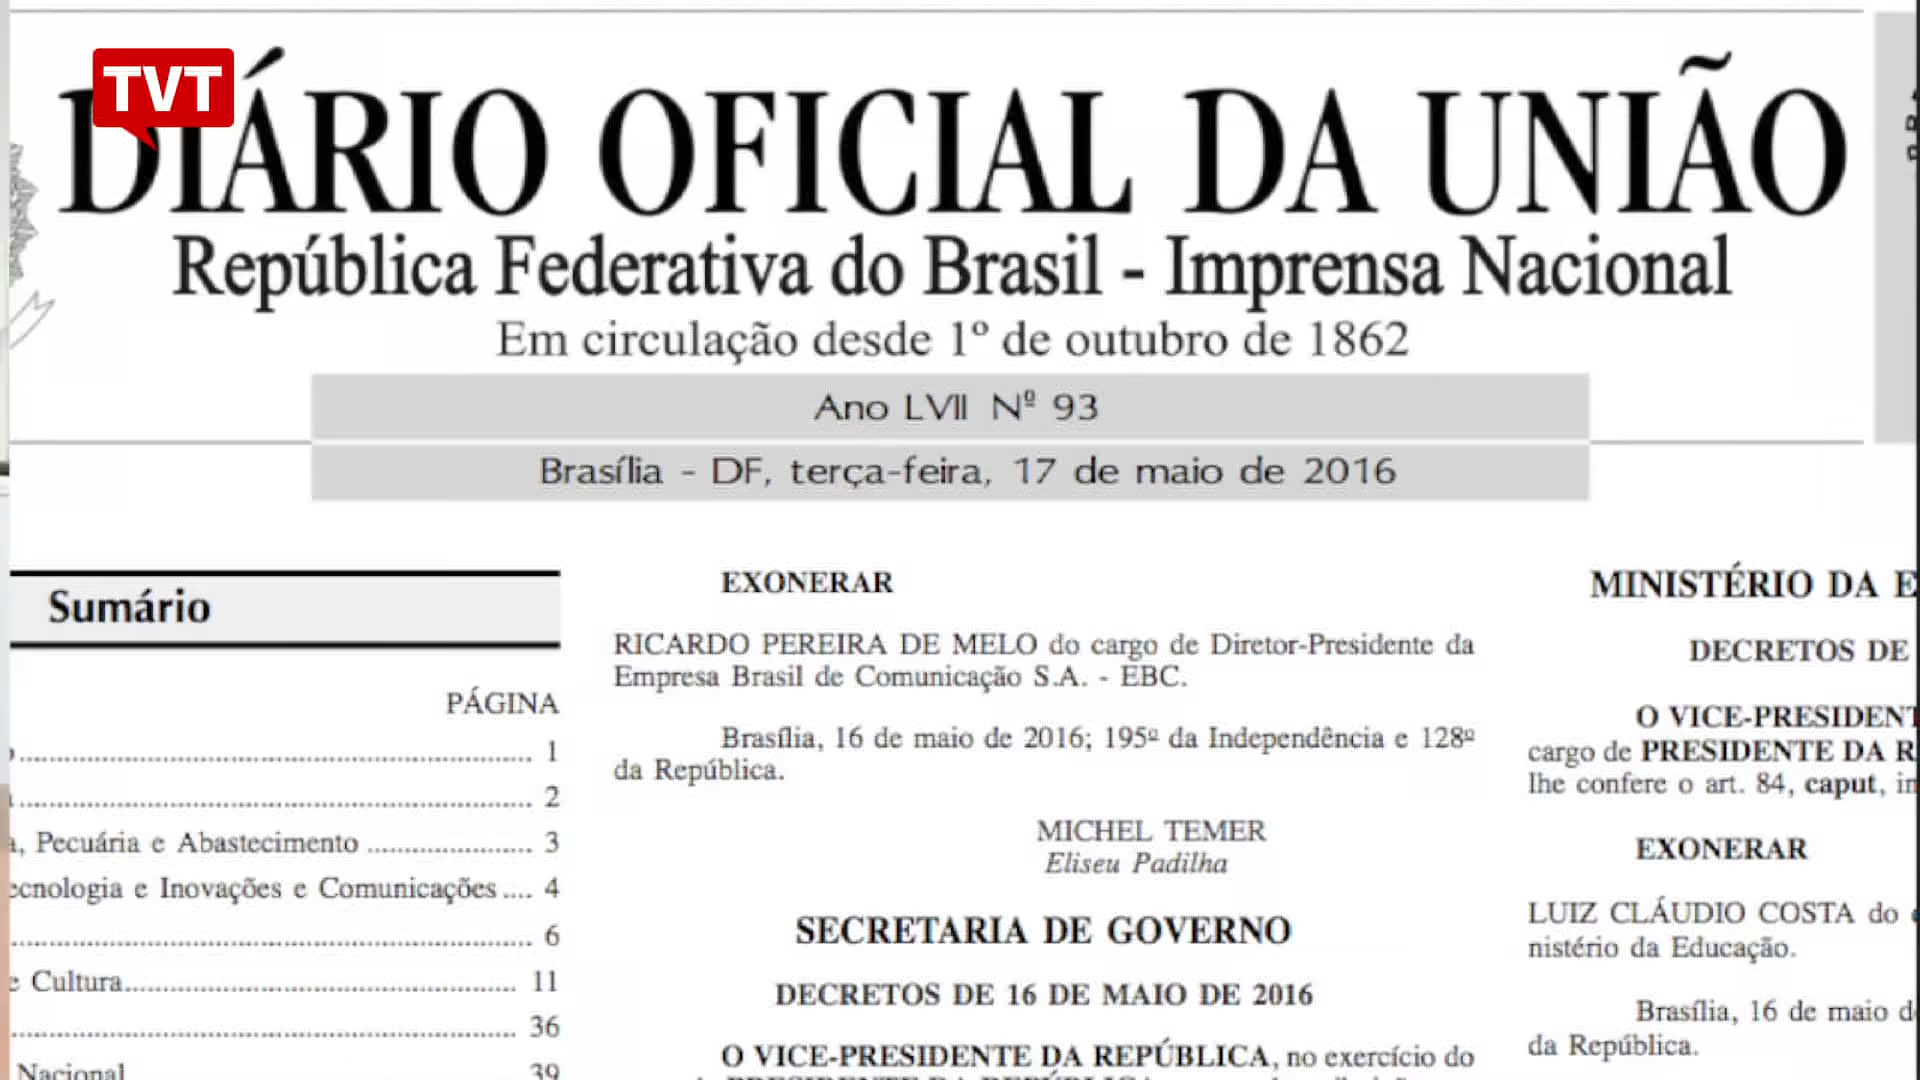 TVT
DIÁRIO OFICIAL DA UNIÃO
República Federativa do Brasil - Imprensa Nacional
Em circulação desde 1º de outubro de 1862
Ano LVII Nº 93
Brasília - DF, terça-feira, 17 de maio de 2016
Sumário
PÁGINA
1
2
, Pecuária e Abastecimento .................... 3
ecnologia e Inovações e Comunicações .... 4
6
e Cultura................................................ 11
36
Nacional 39
EXONERAR
RICARDO PEREIRA DE MELO do cargo de Diretor-Presidente da
Empresa Brasil de Comunicação S.A. - EBC.
Brasília, 16 de maio de 2016; 195º da Independência e 128º
da República.
MICHEL TEMER
Eliseu Padilha
SECRETARIA DE GOVERNO
DECRETOS DE 16 DE MAIO DE 2016
O VICE-PRESIDENTE DA REPÚBLICA, no exercício do
PRESIDENTE DA REPÚBLICA
MINISTÉRIO DA E
DECRETOS DE
O VICE-PRESIDENT
cargo de PRESIDENTE DA R
lhe confere o art. 84, caput, in
EXONERAR
LUIZ CLÁUDIO COSTA do
nistério da Educação.
Brasília, 16 de maio d
da República.